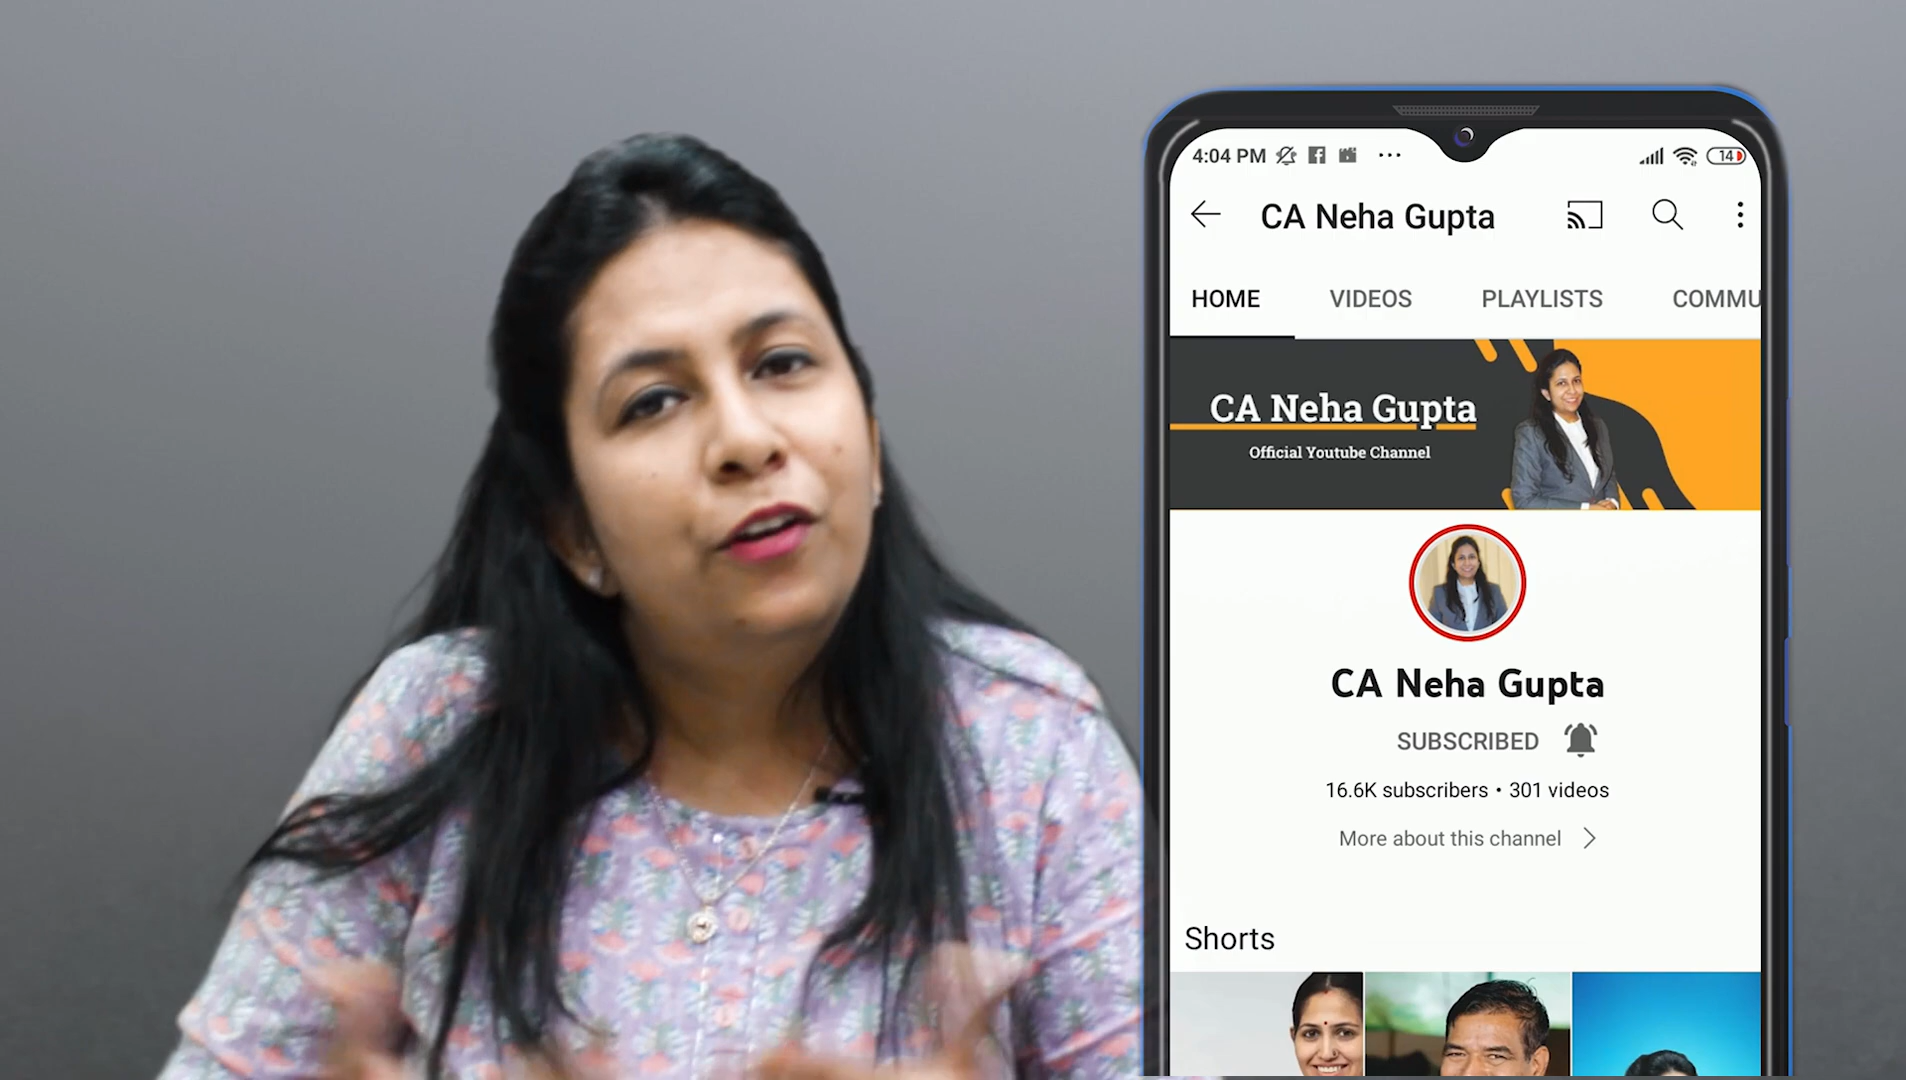 4:04 PM
14
CA Neha Gupta
HOME VIDEOS PLAYLISTS COMMU
CA Neha Gupta
Official Youtube Channel
CA Neha Gupta
SUBSCRIBED
16.6K subscribers • 301 videos
More about this channel
Shorts